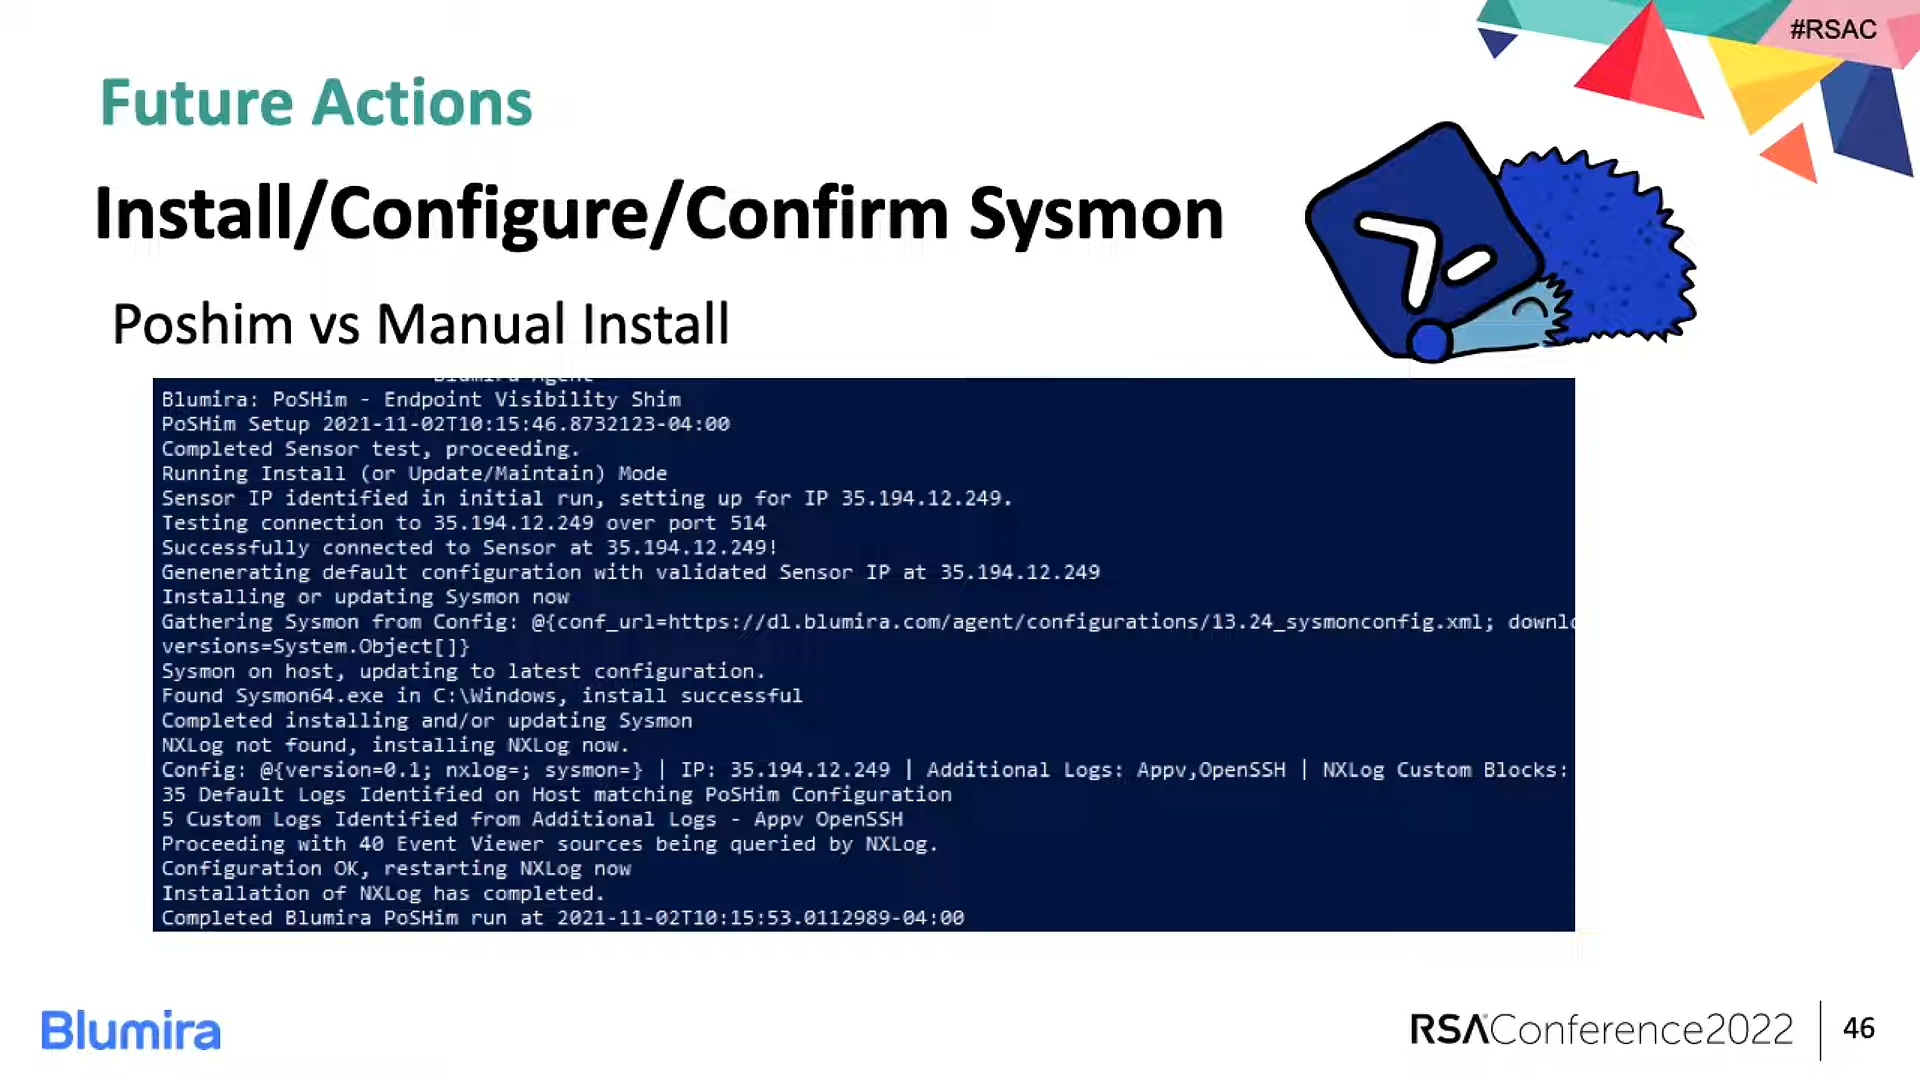 #RSAC
Future Actions
Install/Configure/Confirm Sysmon
Poshim vs Manual Install
Blumira Agent
Blumira: PoSHim - Endpoint Visibility Shim
PoSHim Setup 2021-11-02T10:15:46.8732123-04:00
Completed Sensor test, proceeding.
Running Install (or Update/Maintain) Mode
Sensor IP identified in initial run, setting up for IP 35.194.12.249.
Testing connection to 35.194.12.249 over port 514
Successfully connected to Sensor at 35.194.12.249!
Genenerating default configuration with validated Sensor IP at 35.194.12.249
Installing or updating Sysmon now
Gathering Sysmon from Config: @{conf_url=https://dl.blumira.com/agent/configurations/13.24_sysmonconfig.xml; downlo
versions=System.Object[]}
Sysmon on host, updating to latest configuration.
Found Sysmon64.exe in C:\Windows, install successful
Completed installing and/or updating Sysmon
NXLog not found, installing NXLog now.
Config: @{version=0.1; nxlog=; sysmon=} | IP: 35.194.12.249 | Additional Logs: Appv,OpenSSH | NXLog Custom Blocks:
35 Default Logs Identified on Host matching PoSHim Configuration
5 Custom Logs Identified from Additional Logs - Appv OpenSSH
Proceeding with 40 Event Viewer sources being queried by NXLog.
Configuration OK, restarting NXLog now
Installation of NXLog has completed.
Completed Blumira PoSHim run at 2021-11-02T10:15:53.0112989-04:00
Blumira
RSAConference2022
46